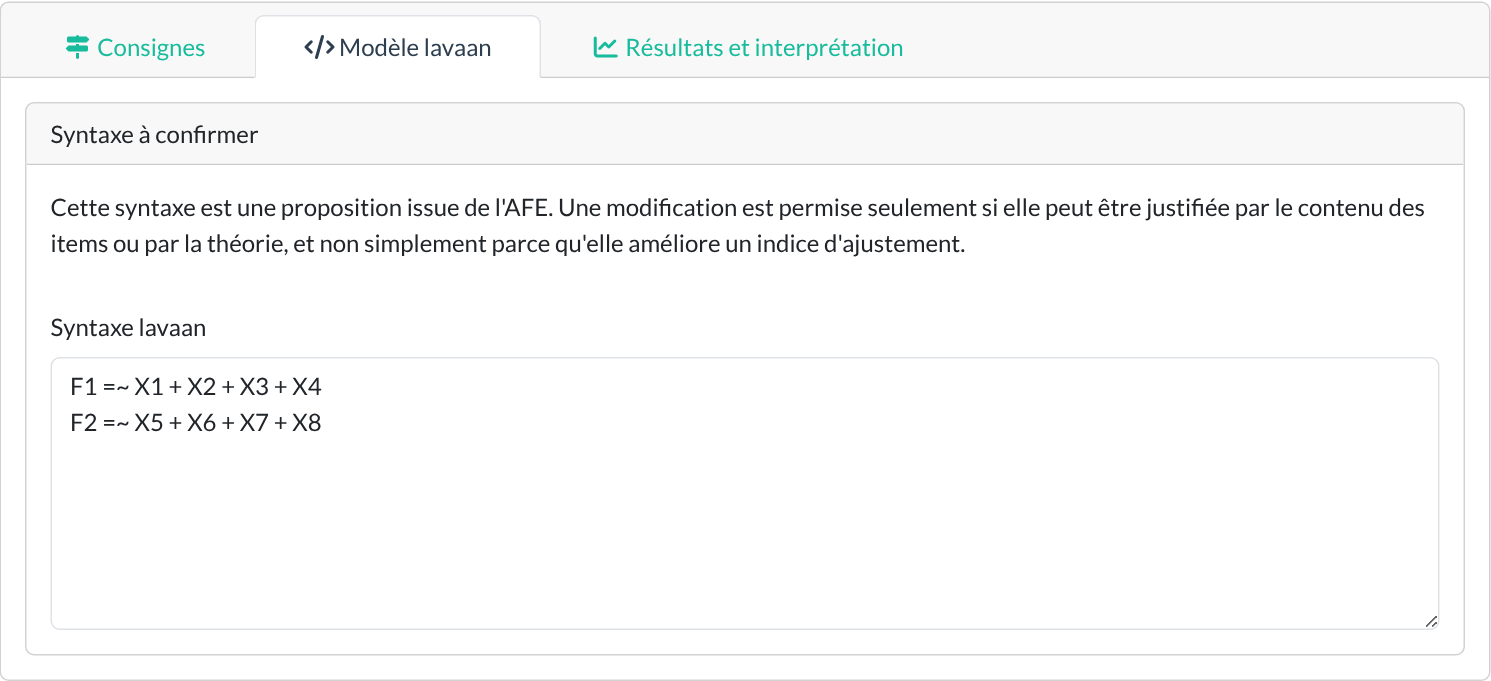 Consignes
</> Modèle lavaan
Résultats et interprétation
Syntaxe à confirmer
Cette syntaxe est une proposition issue de l'AFE. Une modification est permise seulement si elle peut être justifiée par le contenu des
items ou par la théorie, et non simplement parce qu'elle améliore un indice d'ajustement.
Syntaxe lavaan
F1 =~ X1 + X2 + X3 + X4
F2 =~ X5 + X6 + X7 + X8